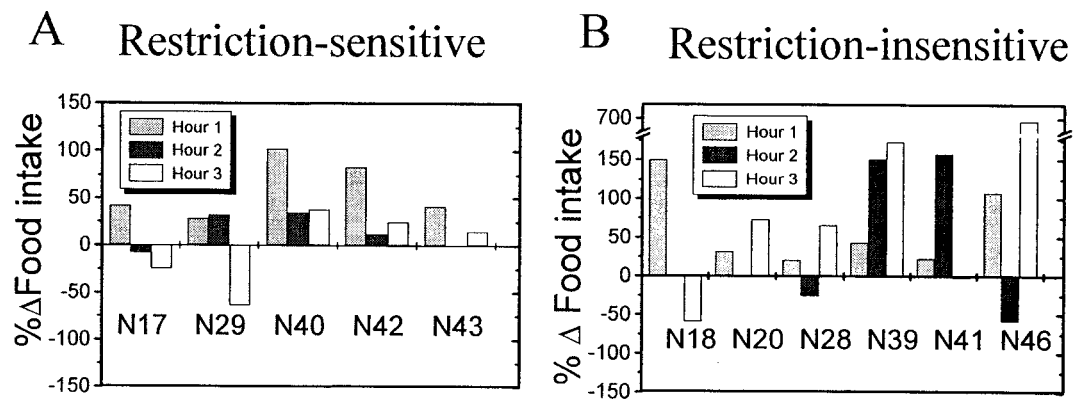 A Restriction-sensitive
%ΔFood intake
150
100
50
0
-50
-100
-150
Hour 1
Hour 2
Hour 3
N17 N29 N40 N42 N43
B Restriction-insensitive
% Δ Food intake
700
150
100
50
0
-50
-100
-150
Hour 1
Hour 2
Hour 3
N18 N20 N28 N39 N41 N46